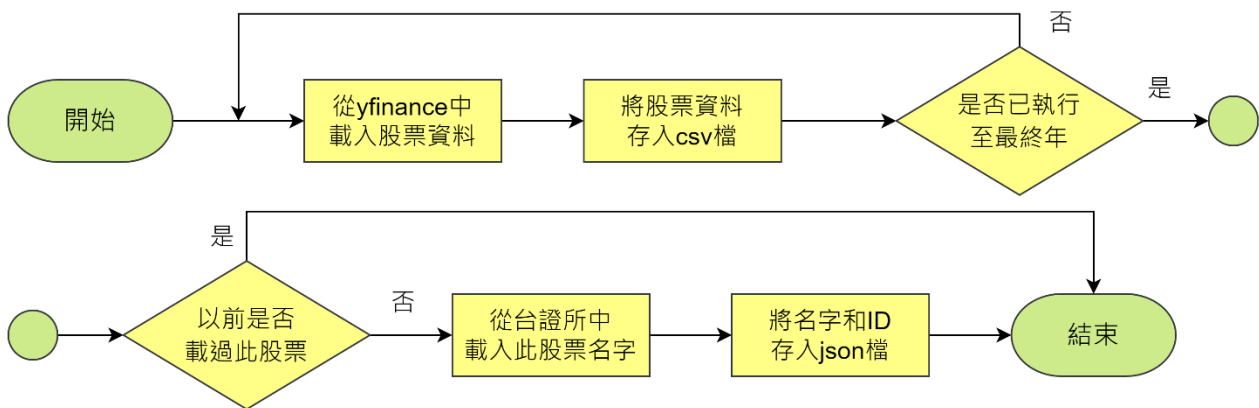 否
開始
從yfinance中
載入股票資料
將股票資料
存入csv檔
是否已執行
至最終年
是
是
以前是否
載過此股票
否
從台證所中
載入此股票名字
將名字和ID
存入json檔
結束